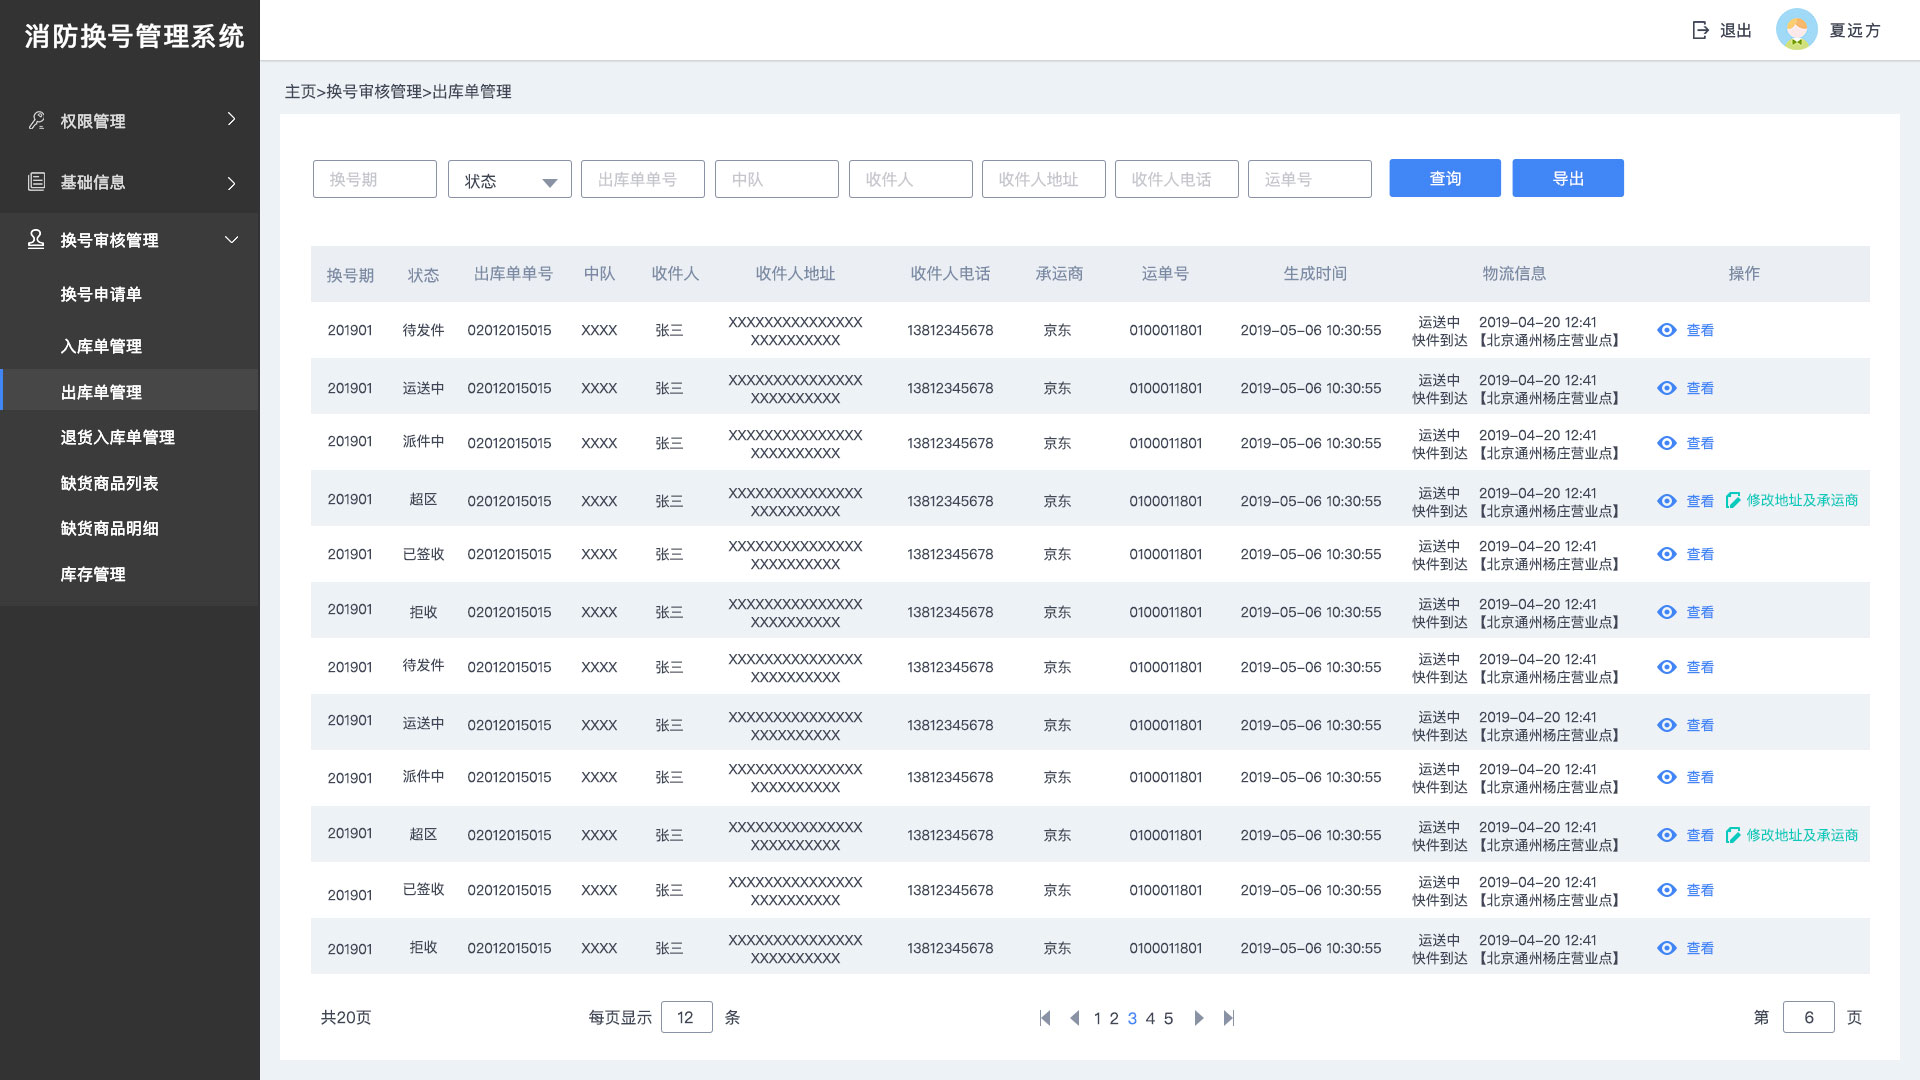 消防换号管理系统
退出 夏远方
权限管理
基础信息
换号审核管理
换号申请单
入库单管理
出库单管理
退货入库单管理
缺货商品列表
缺货商品明细
库存管理
主页>换号审核管理>出库单管理
换号期 状态 出库单单号 中队 收件人 收件人地址 收件人电话 运单号 查询 导出
换号期 状态 出库单单号 中队 收件人 收件人地址 收件人电话 承运商 运单号 生成时间 物流信息 操作
XXXXXXXXXXXXXXX 运送中 2019-04-20 12:41
201901 待发件 02012015015 XXXX 张三 13812345678 京东 0100011801 2019-05-06 10:30:55 查看
XXXXXXXXXX 快件到达 【北京通州杨庄营业点】
XXXXXXXXXXXXXXX 运送中 2019-04-20 12:41
201901 运送中 02012015015 XXXX 张三 13812345678 京东 0100011801 2019-05-06 10:30:55 查看
XXXXXXXXXX 快件到达 【北京通州杨庄营业点】
XXXXXXXXXXXXXXX 运送中 2019-04-20 12:41
201901 派件中 02012015015 XXXX 张三 13812345678 京东 0100011801 2019-05-06 10:30:55 查看
XXXXXXXXXX 快件到达 【北京通州杨庄营业点】
XXXXXXXXXXXXXXX 运送中 2019-04-20 12:41
201901 超区 02012015015 XXXX 张三 13812345678 京东 0100011801 2019-05-06 10:30:55 查看 修改地址及承运商
XXXXXXXXXX 快件到达 【北京通州杨庄营业点】
XXXXXXXXXXXXXXX 运送中 2019-04-20 12:41
201901 已签收 02012015015 XXXX 张三 13812345678 京东 0100011801 2019-05-06 10:30:55 查看
XXXXXXXXXX 快件到达 【北京通州杨庄营业点】
XXXXXXXXXXXXXXX 运送中 2019-04-20 12:41
201901 拒收 02012015015 XXXX 张三 13812345678 京东 0100011801 2019-05-06 10:30:55 查看
XXXXXXXXXX 快件到达 【北京通州杨庄营业点】
XXXXXXXXXXXXXXX 运送中 2019-04-20 12:41
201901 待发件 02012015015 XXXX 张三 13812345678 京东 0100011801 2019-05-06 10:30:55 查看
XXXXXXXXXX 快件到达 【北京通州杨庄营业点】
XXXXXXXXXXXXXXX 运送中 2019-04-20 12:41
201901 运送中 02012015015 XXXX 张三 13812345678 京东 0100011801 2019-05-06 10:30:55 查看
XXXXXXXXXX 快件到达 【北京通州杨庄营业点】
XXXXXXXXXXXXXXX 运送中 2019-04-20 12:41
201901 派件中 02012015015 XXXX 张三 13812345678 京东 0100011801 2019-05-06 10:30:55 查看
XXXXXXXXXX 快件到达 【北京通州杨庄营业点】
XXXXXXXXXXXXXXX 运送中 2019-04-20 12:41
201901 超区 02012015015 XXXX 张三 13812345678 京东 0100011801 2019-05-06 10:30:55 查看 修改地址及承运商
XXXXXXXXXX 快件到达 【北京通州杨庄营业点】
XXXXXXXXXXXXXXX 运送中 2019-04-20 12:41
201901 已签收 02012015015 XXXX 张三 13812345678 京东 0100011801 2019-05-06 10:30:55 查看
XXXXXXXXXX 快件到达 【北京通州杨庄营业点】
XXXXXXXXXXXXXXX 运送中 2019-04-20 12:41
201901 拒收 02012015015 XXXX 张三 13812345678 京东 0100011801 2019-05-06 10:30:55 查看
XXXXXXXXXX 快件到达 【北京通州杨庄营业点】
共20页 每页显示 12 条 1 2 3 4 5 第 6 页